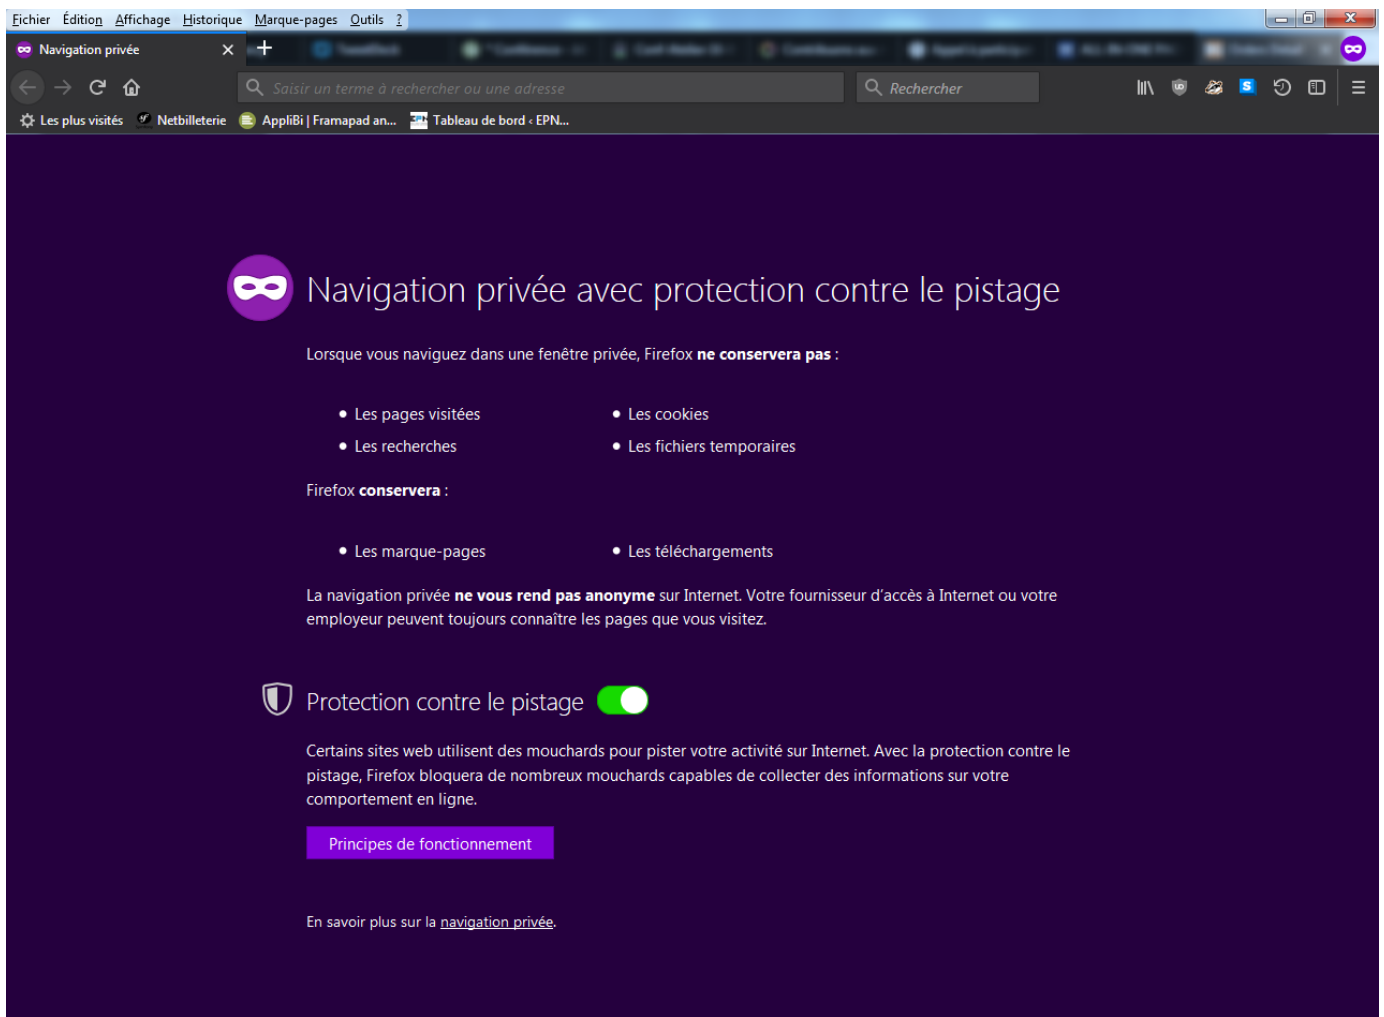 Fichier Édition Affichage Historique Marque-pages Outils ?
Navigation privée
Saisir un terme à rechercher ou une adresse
Rechercher
Les plus visités Netbilleterie AppliBi | Framapad an... Tableau de bord ‹ EPN...
Navigation privée avec protection contre le pistage
Lorsque vous naviguez dans une fenêtre privée, Firefox ne conservera pas :
• Les pages visitées • Les cookies
• Les recherches • Les fichiers temporaires
Firefox conservera :
• Les marque-pages • Les téléchargements
La navigation privée ne vous rend pas anonyme sur Internet. Votre fournisseur d’accès à Internet ou votre
employeur peuvent toujours connaître les pages que vous visitez.
Protection contre le pistage
Certains sites web utilisent des mouchards pour pister votre activité sur Internet. Avec la protection contre le
pistage, Firefox bloquera de nombreux mouchards capables de collecter des informations sur votre
comportement en ligne.
Principes de fonctionnement
En savoir plus sur la navigation privée.